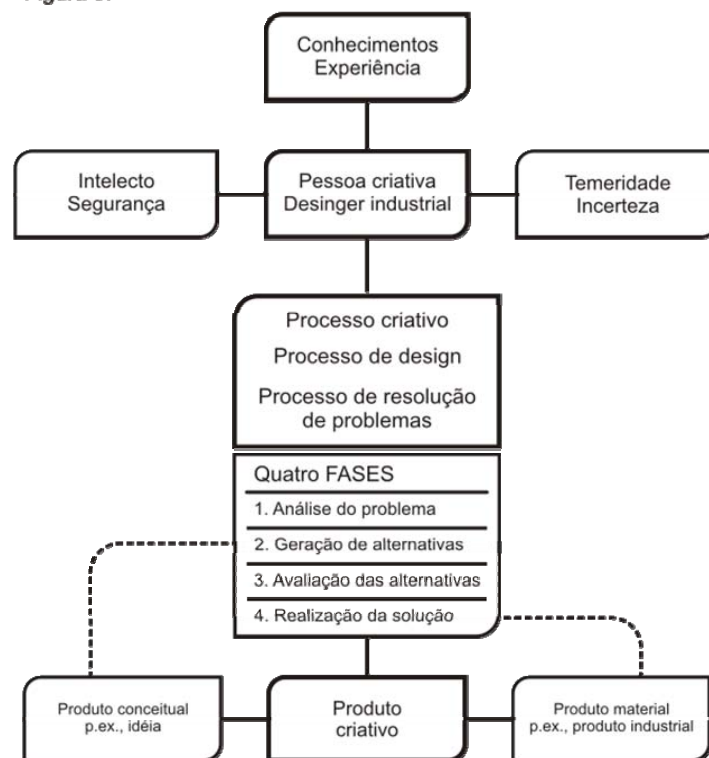 Conhecimentos
Experiência
Intelecto
Segurança
Pessoa criativa
Desinger industrial
Temeridade
Incerteza
Processo criativo
Processo de design
Processo de resolução
de problemas
Quatro FASES
1. Análise do problema
2. Geração de alternativas
3. Avaliação das alternativas
4. Realização da solução
Produto conceitual
p.ex., idéia
Produto
criativo
Produto material
p.ex., produto industrial